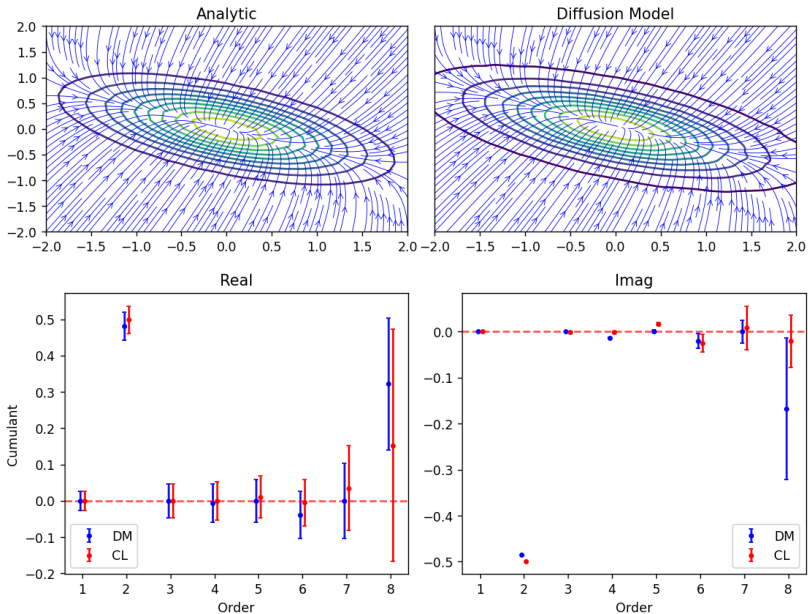 Analytic
Diffusion Model
2.0
1.5
1.0
0.5
0.0
−0.5
−1.0
−1.5
−2.0
−2.0 −1.5 −1.0 −0.5 0.0 0.5 1.0 1.5 2.0
−2.0 −1.5 −1.0 −0.5 0.0 0.5 1.0 1.5 2.0
Real
Cumulant
0.5
0.4
0.3
0.2
0.1
0.0
−0.1
−0.2
DM
CL
1 2 3 4 5 6 7 8
Order
Imag
0.0
−0.1
−0.2
−0.3
−0.4
−0.5
DM
CL
1 2 3 4 5 6 7 8
Order